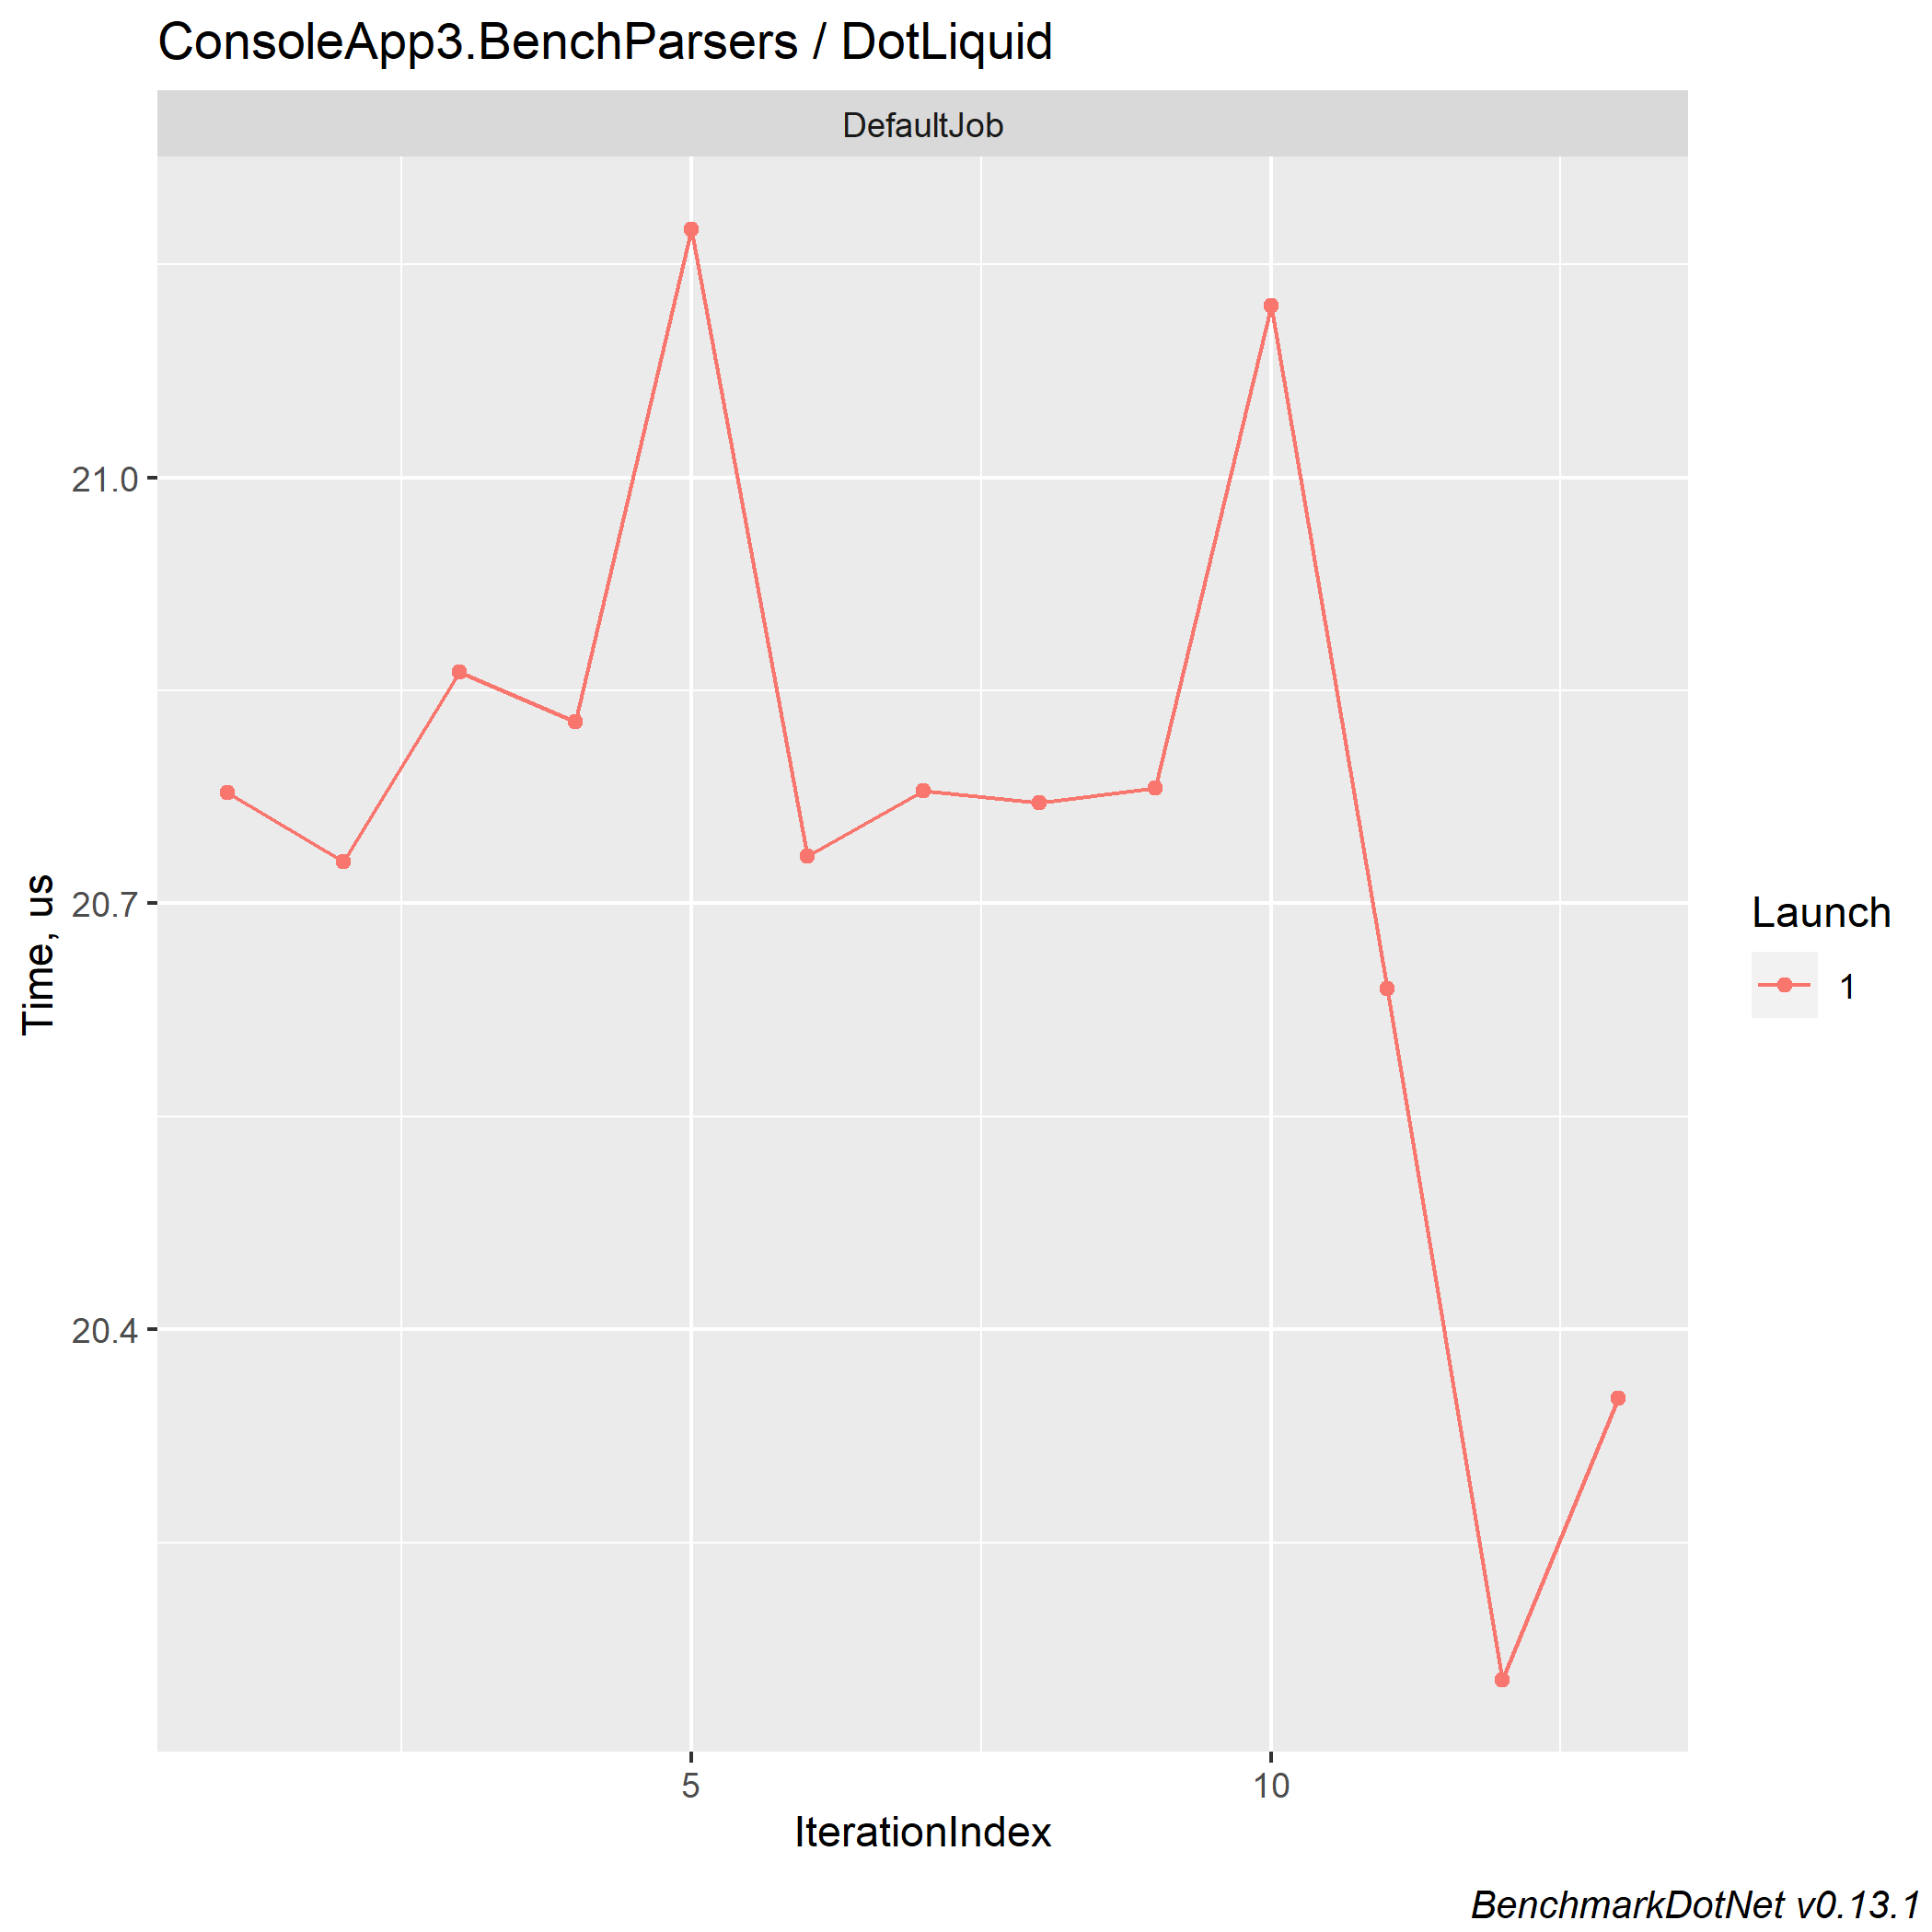 ConsoleApp3.BenchParsers / DotLiquid
DefaultJob
21.0
20.7
20.4
Time, us
5
10
IterationIndex
Launch
1
BenchmarkDotNet v0.13.1